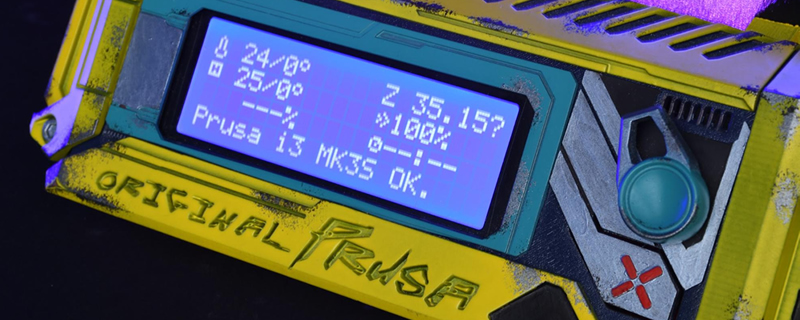 24/0°
25/0° Z 35.15?
---% 100% --:--
Prusa i3 MK3S OK.
ORIGINAL PRUSA